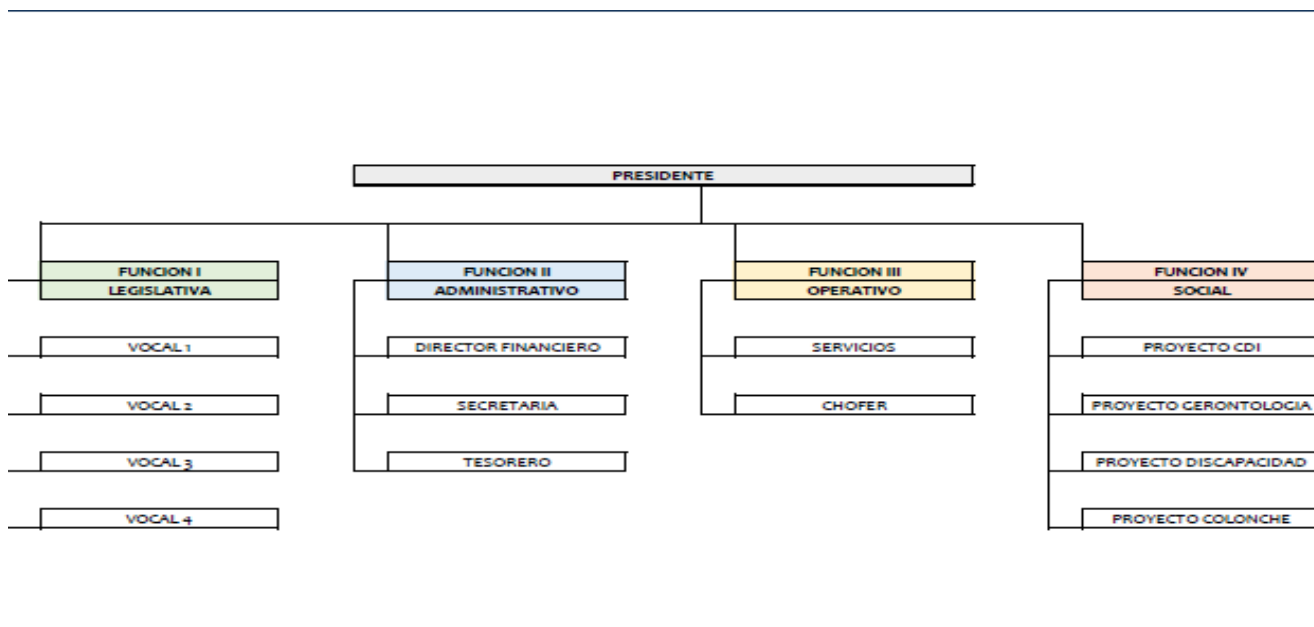 PRESIDENTE
FUNCION I
LEGISLATIVA
VOCAL 1
VOCAL 2
VOCAL 3
VOCAL 4
FUNCION II
ADMINISTRATIVO
DIRECTOR FINANCIERO
SECRETARIA
TESORERO
FUNCION III
OPERATIVO
SERVICIOS
CHOFER
FUNCION IV
SOCIAL
PROYECTO CDI
PROYECTO GERONTOLOGIA
PROYECTO DISCAPACIDAD
PROYECTO COLONCHE